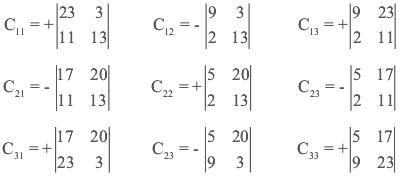 C₁₁ = + |23 3| C₁₂ = - |9 3| C₁₃ = + |9 23|
|11 13| |2 13| |2 11|
C₂₁ = - |17 20| C₂₂ = + |5 20| C₂₃ = - |5 17|
|11 13| |2 13| |2 11|
C₃₁ = + |17 20| C₂₃ = - |5 20| C₃₃ = + |5 17|
|23 3| |9 3| |9 23|